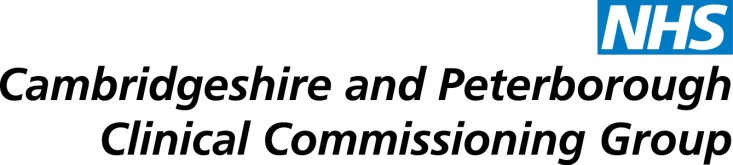 NHS
Cambridgeshire and Peterborough
Clinical Commissioning Group